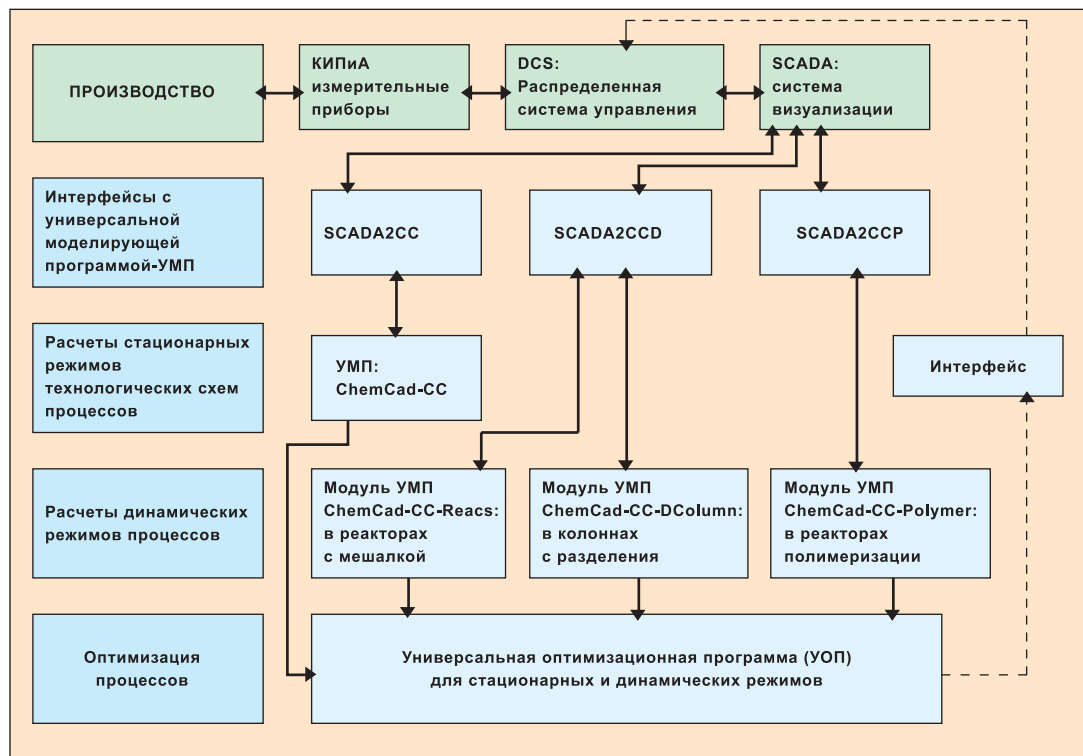 ПРОИЗВОДСТВО
КИПиА
измерительные
приборы
DCS:
Распределенная
система управления
SCADA:
система
визуализации
Интерфейсы с
универсальной
моделирующей
программой-УМП
SCADA2CC
SCADA2CCD
SCADA2CCP
Расчеты стационарных
режимов
технологических схем
процессов
УМП:
ChemCad-CC
Интерфейс
Расчеты динамических
режимов процессов
Модуль УМП
ChemCad-CC-Reacs:
в реакторах
с мешалкой
Модуль УМП
ChemCad-CC-DColumn:
в колоннах
с разделения
Модуль УМП
ChemCad-CC-Polymer:
в реакторах
полимеризации
Оптимизация
процессов
Универсальная оптимизационная программа (УОП)
для стационарных и динамических режимов